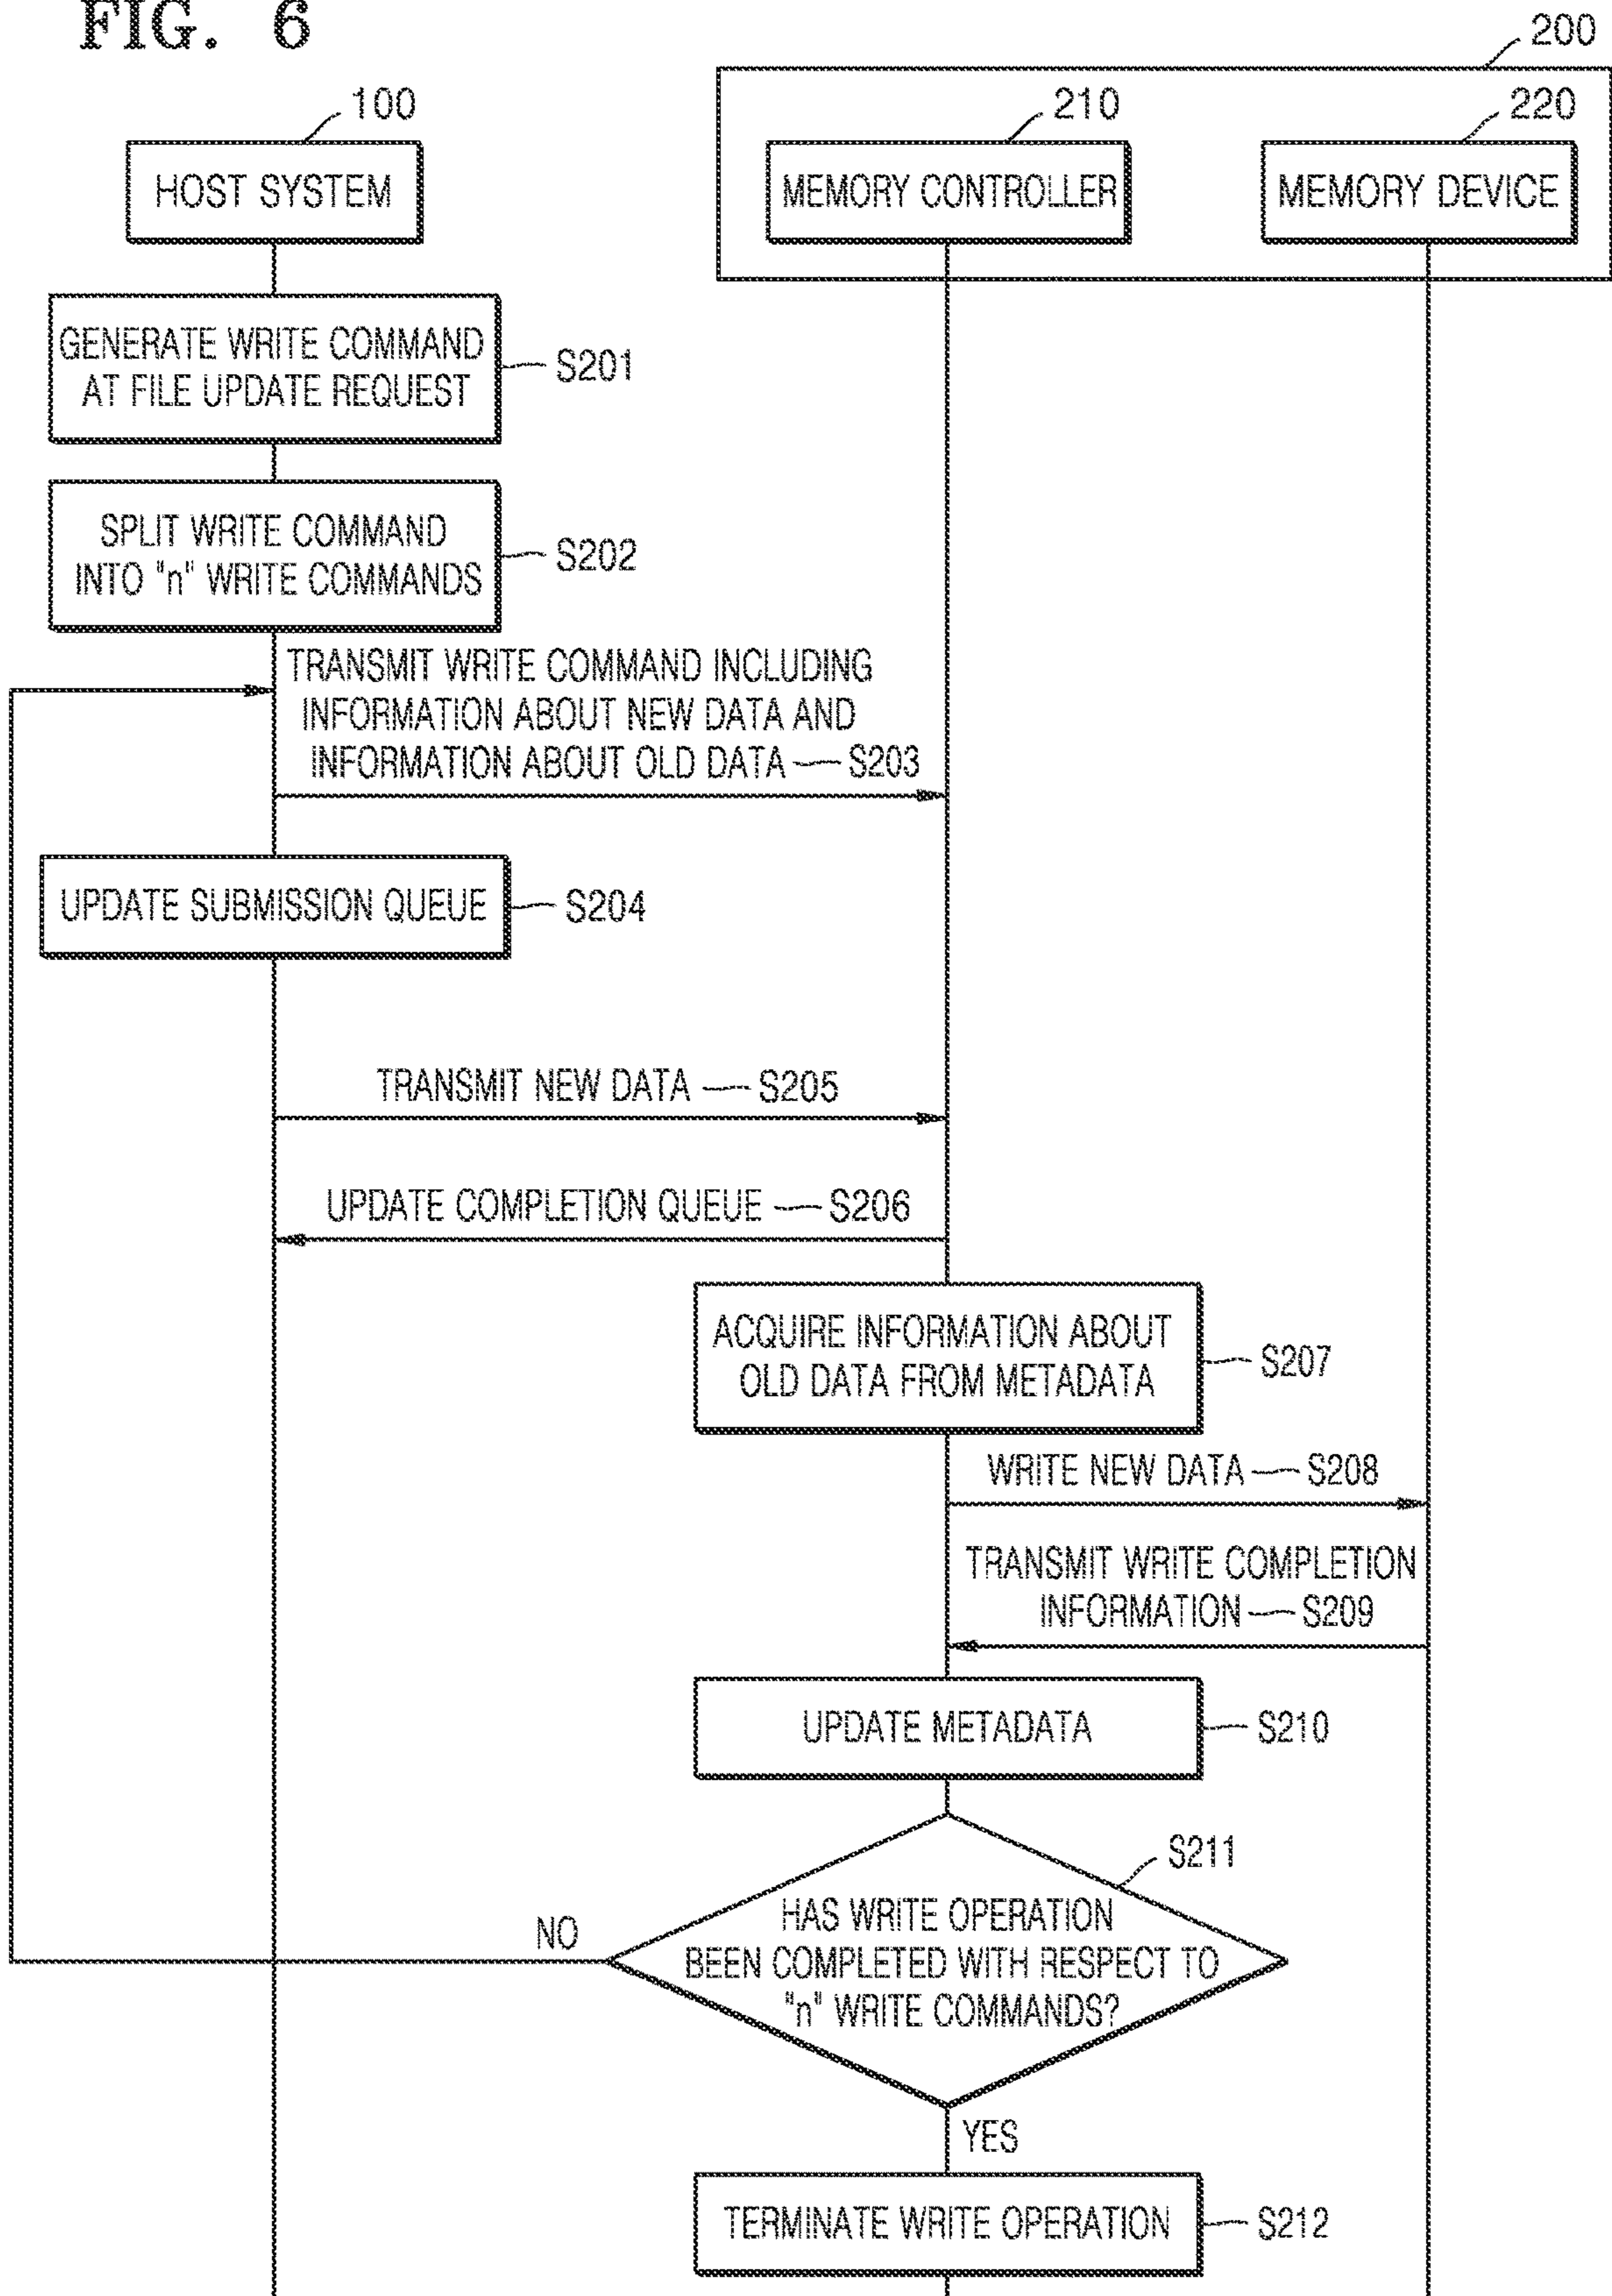 FIG. 6
200
100
210
220
HOST SYSTEM
MEMORY CONTROLLER
MEMORY DEVICE
GENERATE WRITE COMMAND
AT FILE UPDATE REQUEST
S201
SPLIT WRITE COMMAND
INTO "n" WRITE COMMANDS
S202
TRANSMIT WRITE COMMAND INCLUDING
INFORMATION ABOUT NEW DATA AND
INFORMATION ABOUT OLD DATA S203
UPDATE SUBMISSION QUEUE
S204
TRANSMIT NEW DATA S205
UPDATE COMPLETION QUEUE S206
ACQUIRE INFORMATION ABOUT
OLD DATA FROM METADATA
S207
WRITE NEW DATA S208
TRANSMIT WRITE COMPLETION
INFORMATION S209
UPDATE METADATA
S210
S211
HAS WRITE OPERATION
BEEN COMPLETED WITH RESPECT TO
"n" WRITE COMMANDS?
NO
YES
TERMINATE WRITE OPERATION
S212